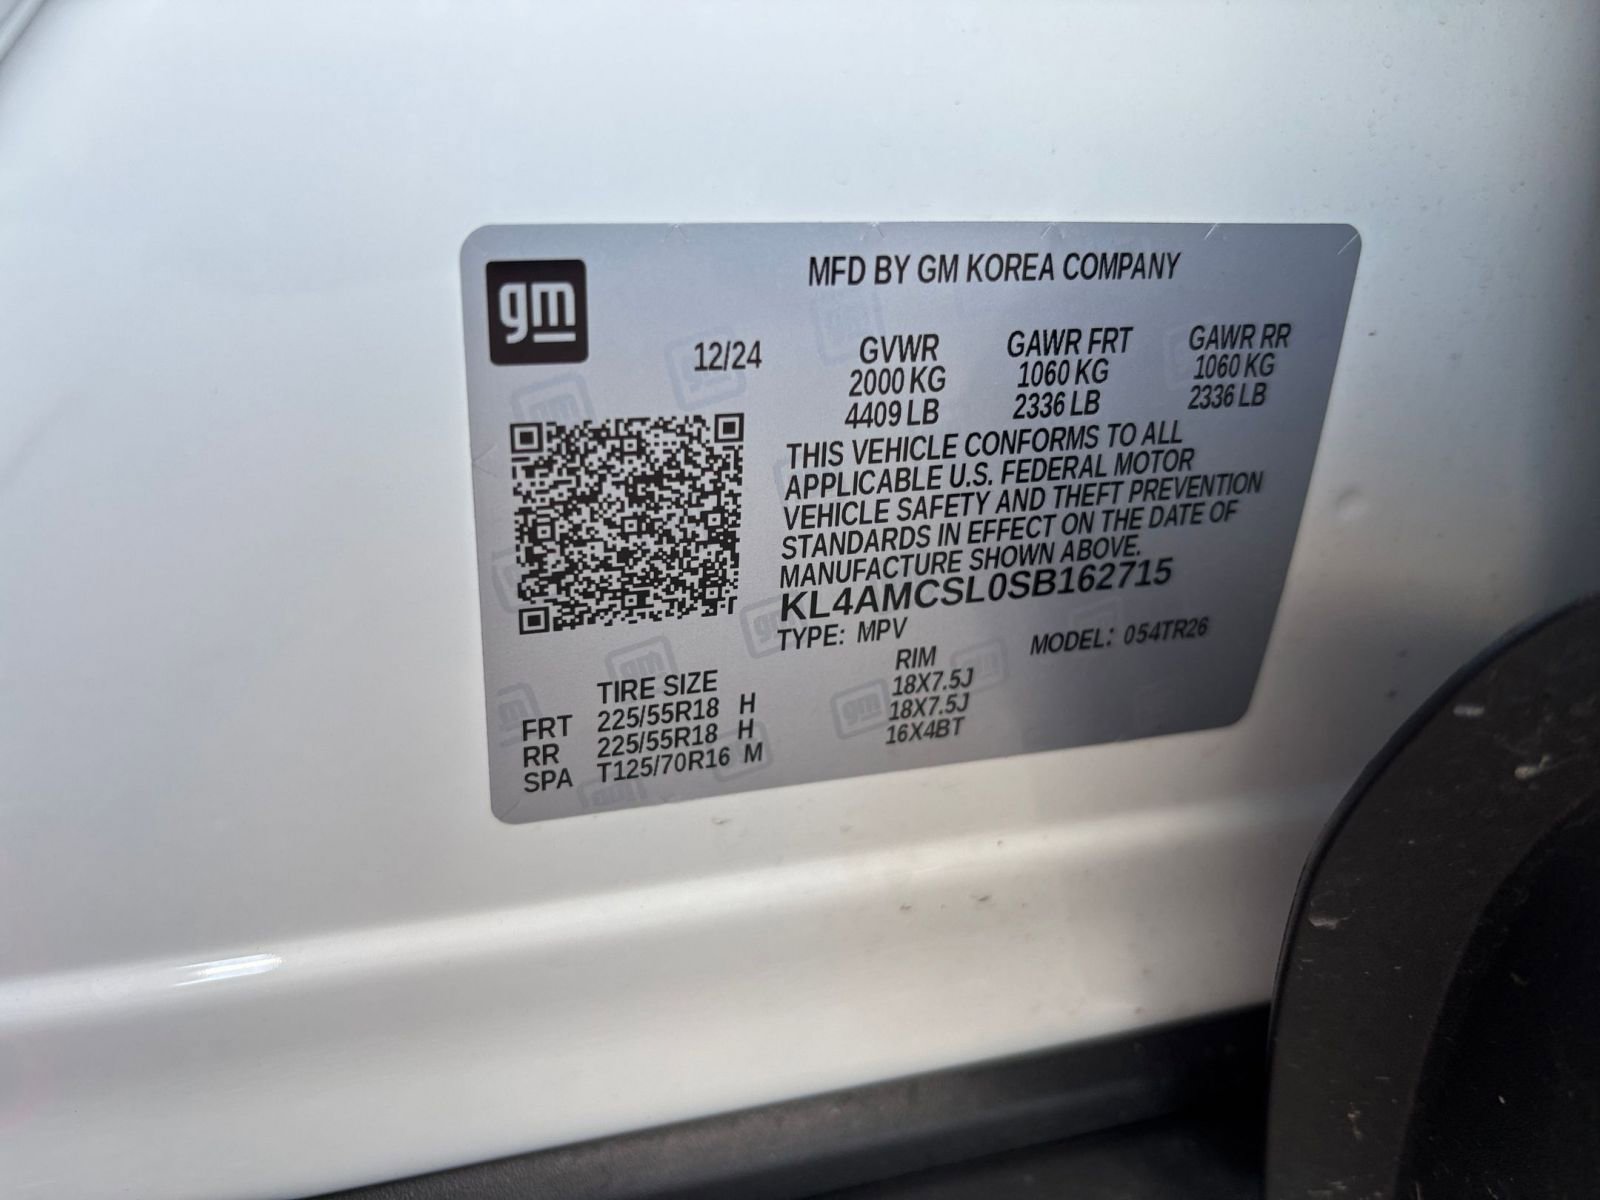 gm
MFD BY GM KOREA COMPANY
12/24 GVWR GAWR FRT GAWR RR
2000 KG 1060 KG 1060 KG
4409 LB 2336 LB 2336 LB
THIS VEHICLE CONFORMS TO ALL
APPLICABLE U.S. FEDERAL MOTOR
VEHICLE SAFETY AND THEFT PREVENTION
STANDARDS IN EFFECT ON THE DATE OF
MANUFACTURE SHOWN ABOVE.
KL4AMCSL0SB162715
TYPE: MPV MODEL: 054TR26
TIRE SIZE RIM
FRT 225/55R18 H 18X7.5J
RR 225/55R18 H 18X7.5J
SPA T125/70R16 M 16X4BT